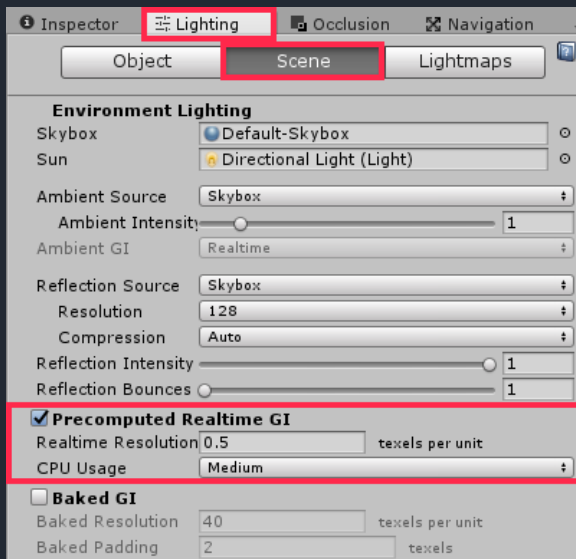 Inspector Lighting Occlusion Navigation
Object Scene Lightmaps
Environment Lighting
Skybox Default-Skybox
Sun Directional Light (Light)
Ambient Source Skybox
Ambient Intensity 1
Ambient GI Realtime
Reflection Source Skybox
Resolution 128
Compression Auto
Reflection Intensity 1
Reflection Bounces 1
Precomputed Realtime GI
Realtime Resolution 0.5 texels per unit
CPU Usage Medium
Baked GI
Baked Resolution 40 texels per unit
Baked Padding 2 texels